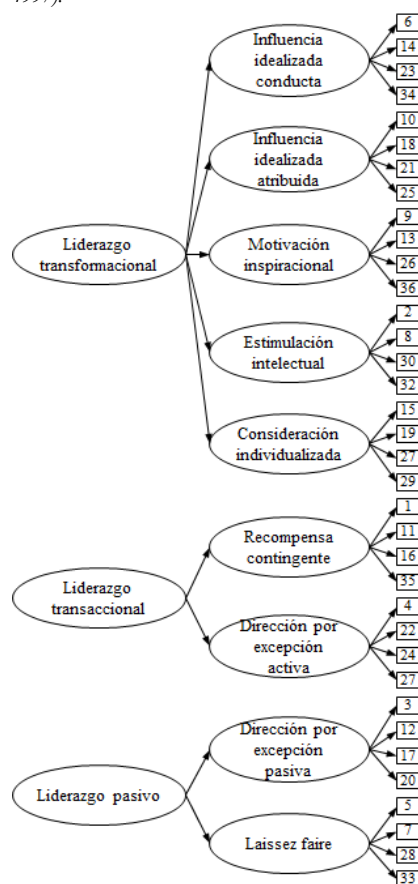 6
Influencia
idealizada
conducta
14
23
34
10
Influencia
idealizada
atribuida
18
21
25
Liderazgo
transformacional
9
Motivación
inspiracional
13
26
36
2
Estimulación
intelectual
8
30
32
15
Consideración
individualizada
19
27
29
1
Recompensa
contingente
11
16
35
Liderazgo
transaccional
4
Dirección por
excepción
activa
22
24
27
3
Dirección por
excepción
pasiva
12
17
20
Liderazgo pasivo
5
Laissez faire
7
28
33